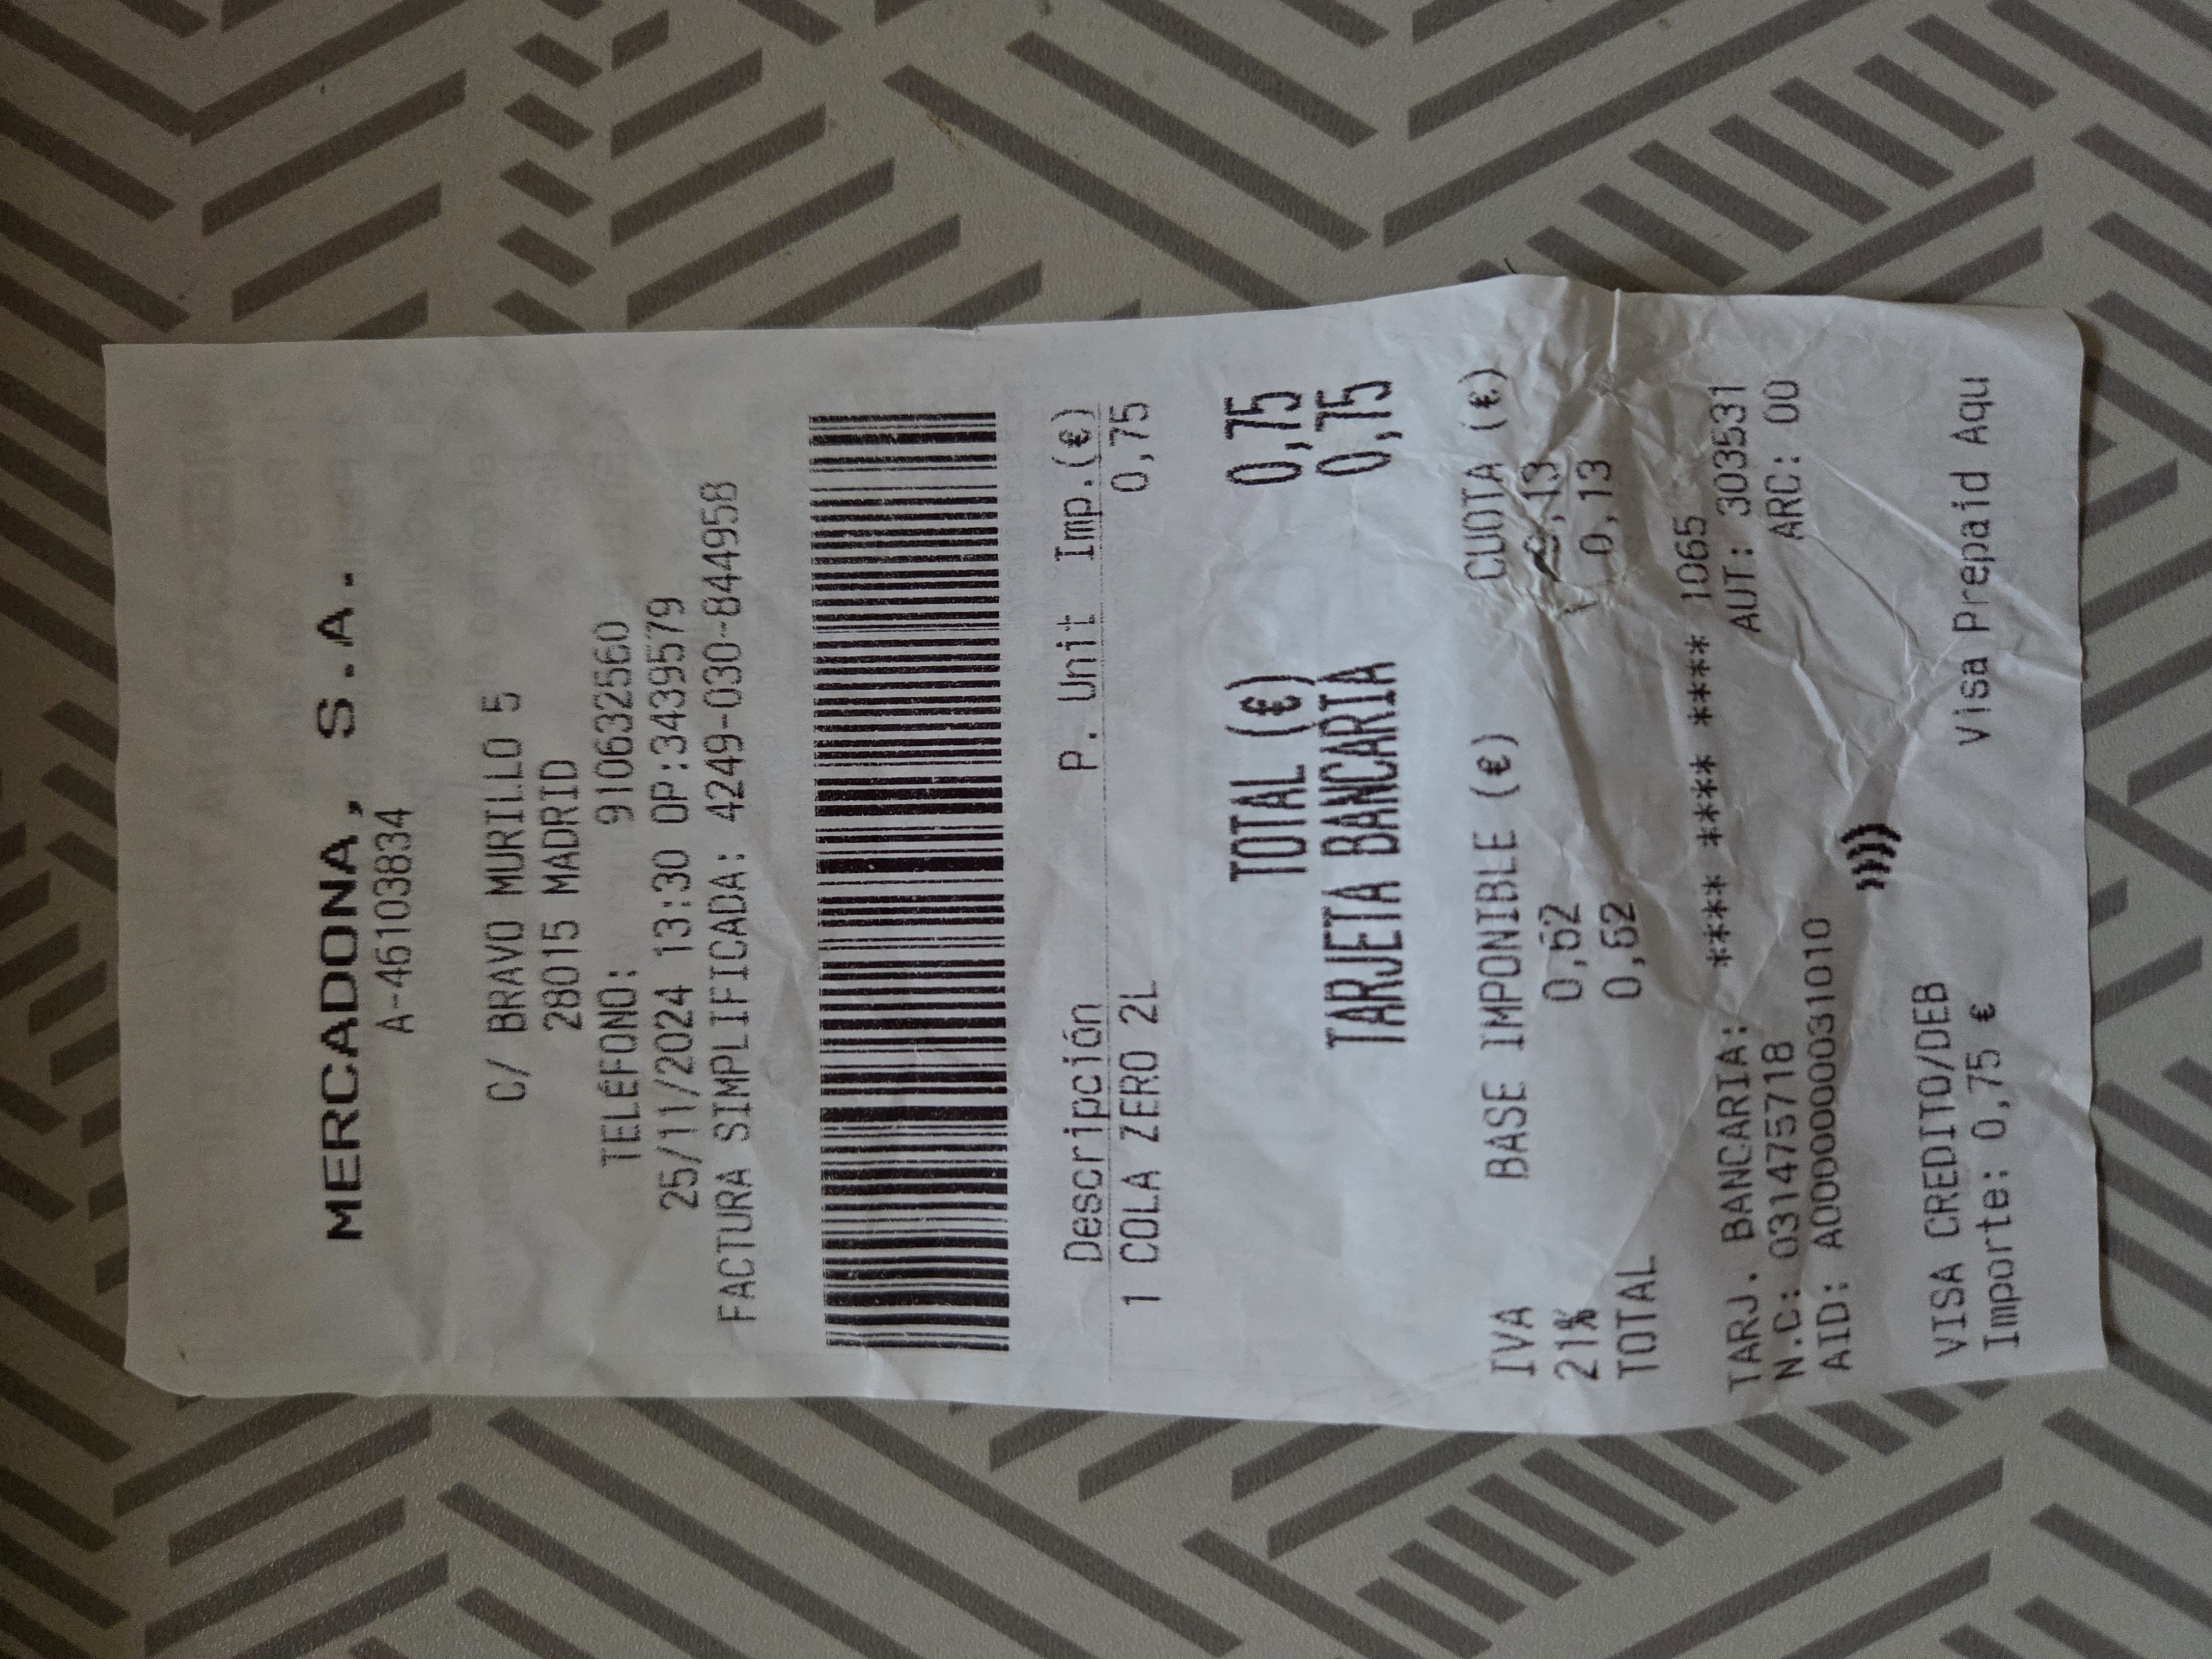 MERCADONA, S.A.
A-46103834
C/ BRAVO MURILLO 5
28015 MADRID
TELÉFONO: 910632560
25/11/2024 13:30 OP:3439579
FACTURA SIMPLIFICADA: 4249-030-844958
Descripción P. Unit Imp.(€)
1 COLA ZERO 2L 0,75
TOTAL (€) 0,75
TARJETA BANCARIA 0,75
IVA BASE IMPONIBLE (€) CUOTA (€)
21% 0,62 0,13
TOTAL 0,62 0,13
TARJ. BANCARIA: **** **** **** 1065
N.C: 031475718 AUT: 303531
AID: A0000000031010 ARC: 00
VISA CREDITO/DEB
Importe: 0,75 € Visa Prepaid Aqu